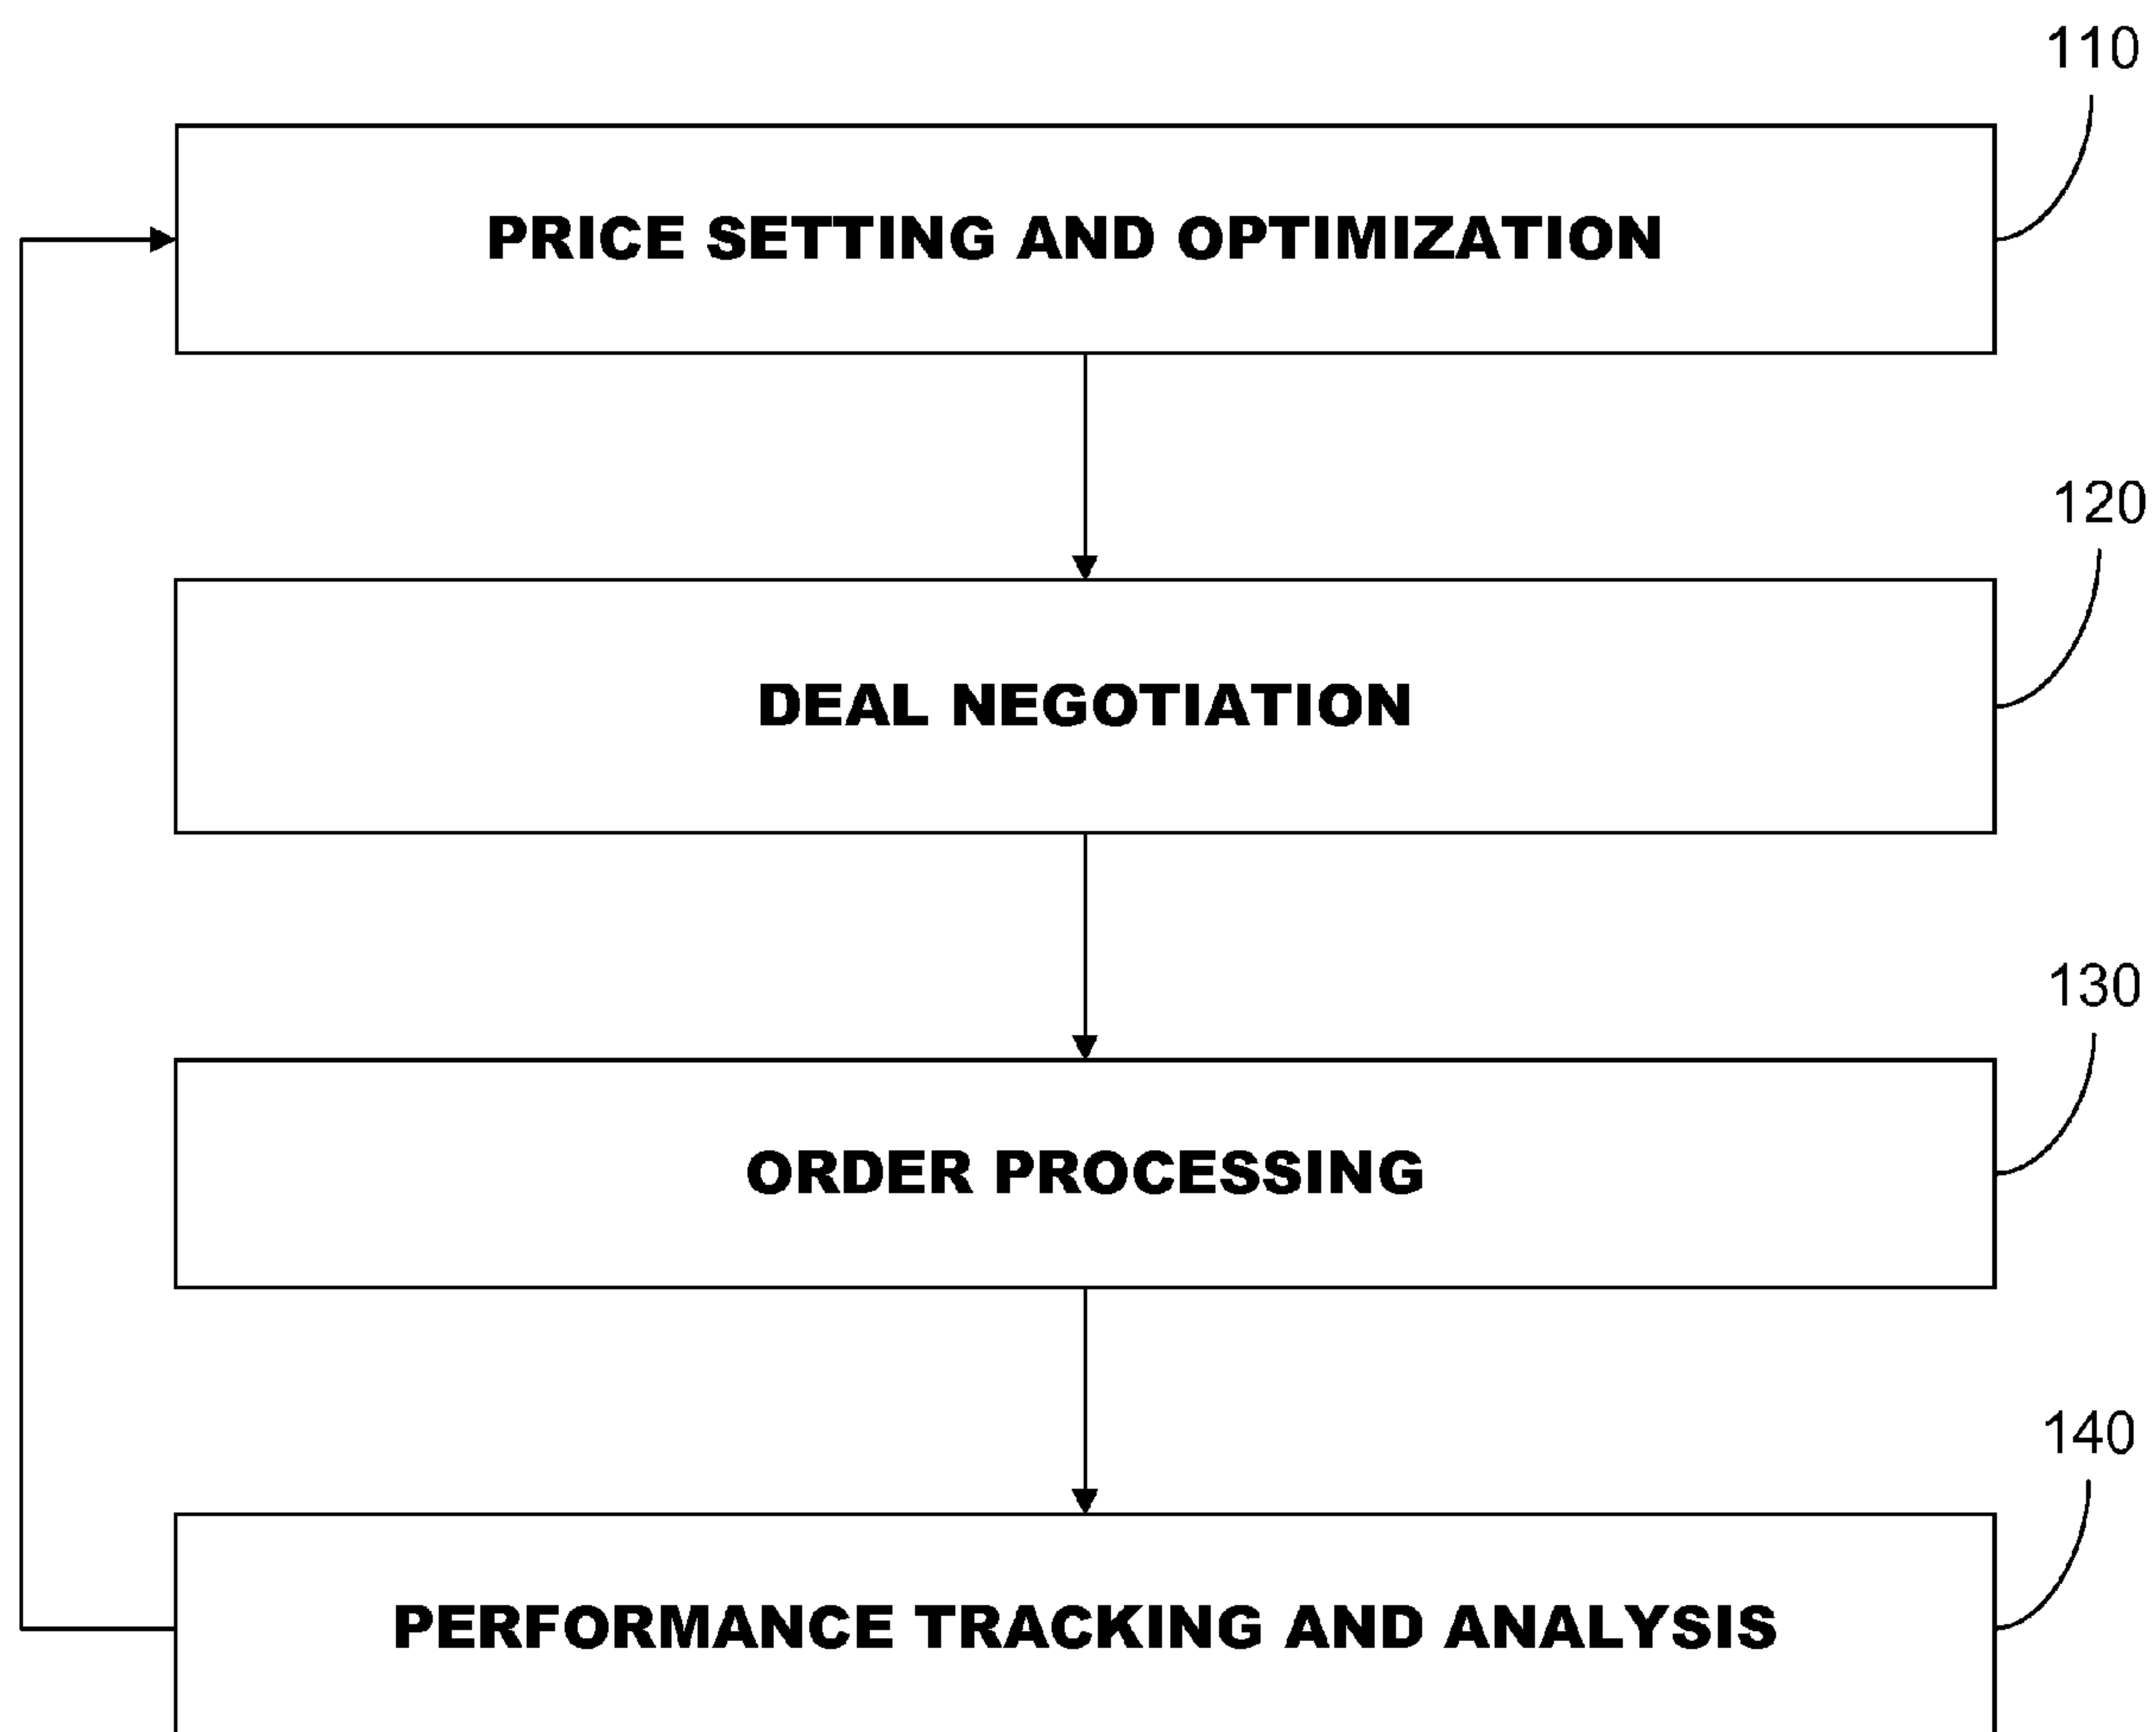 110
PRICE SETTING AND OPTIMIZATION
120
DEAL NEGOTIATION
130
ORDER PROCESSING
140
PERFORMANCE TRACKING AND ANALYSIS